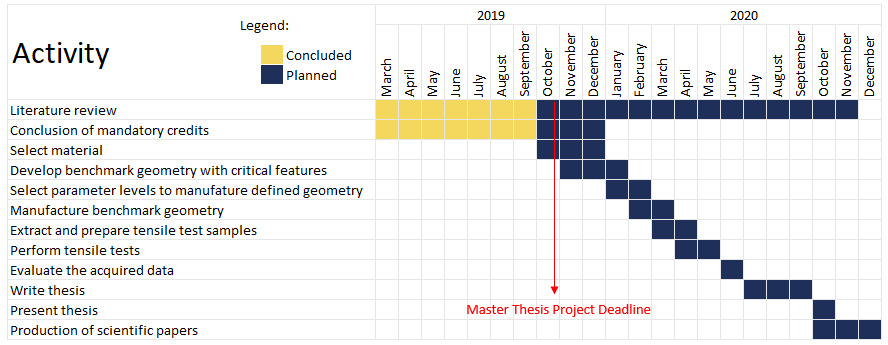 Legend:
2019
2020
Activity
Concluded
Planned
March
April
May
June
July
August
September
October
November
December
January
February
March
April
May
June
July
August
September
October
November
December
Literature review
Conclusion of mandatory credits
Select material
Develop benchmark geometry with critical features
Select parameter levels to manufature defined geometry
Manufacture benchmark geometry
Extract and prepare tensile test samples
Perform tensile tests
Evaluate the acquired data
Write thesis
Present thesis
Master Thesis Project Deadline
Production of scientific papers